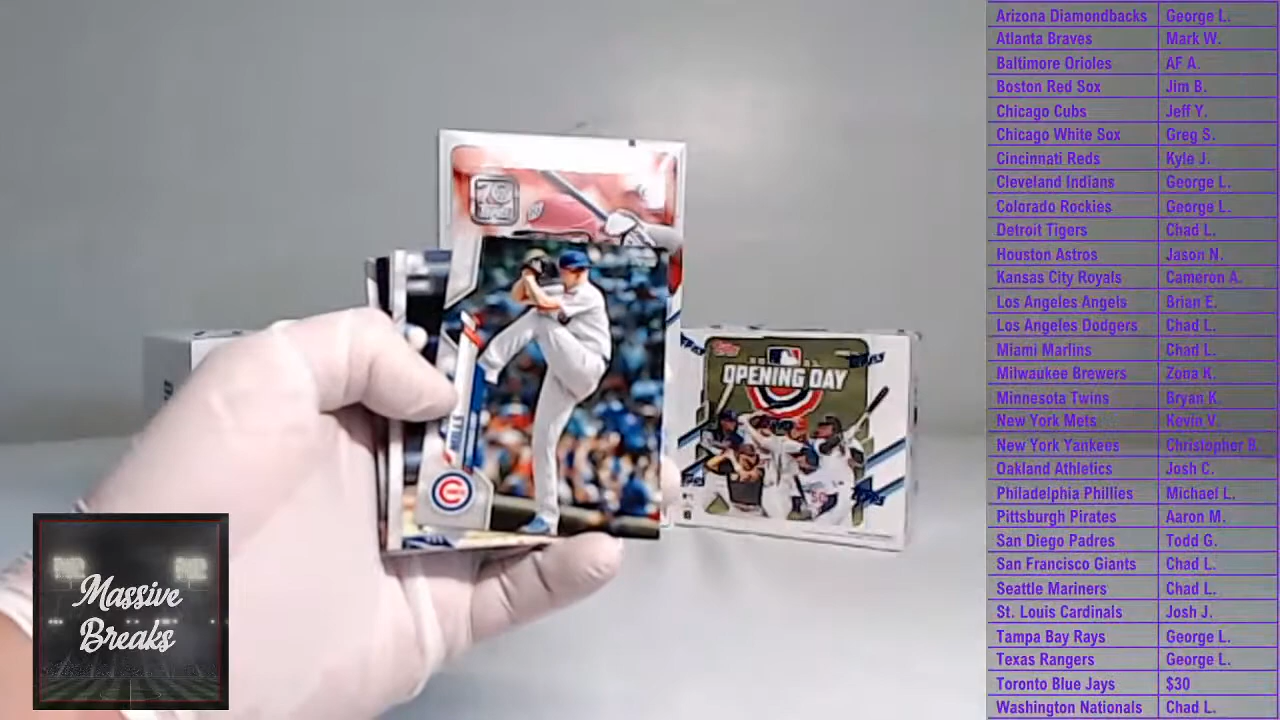 Arizona Diamondbacks George L.
Atlanta Braves Mark W.
Baltimore Orioles AF A.
Boston Red Sox Jim B.
Chicago Cubs Jeff Y.
Chicago White Sox Greg S.
Cincinnati Reds Kyle J.
Cleveland Indians George L.
Colorado Rockies George L.
Detroit Tigers Chad L.
Houston Astros Jason N.
Kansas City Royals Cameron A.
Los Angeles Angels Brian E.
Los Angeles Dodgers Chad L.
Miami Marlins Chad L.
Milwaukee Brewers Zona K.
Minnesota Twins Bryan K.
New York Mets Kevin V.
New York Yankees Christopher B.
Oakland Athletics Josh C.
Philadelphia Phillies Michael L.
Pittsburgh Pirates Aaron M.
San Diego Padres Todd G.
San Francisco Giants Chad L.
Seattle Mariners Chad L.
St. Louis Cardinals Josh J.
Tampa Bay Rays George L.
Texas Rangers George L.
Toronto Blue Jays $30
Washington Nationals Chad L.
Topps
OPENING DAY
70
MILLS
50
Massive
Breaks